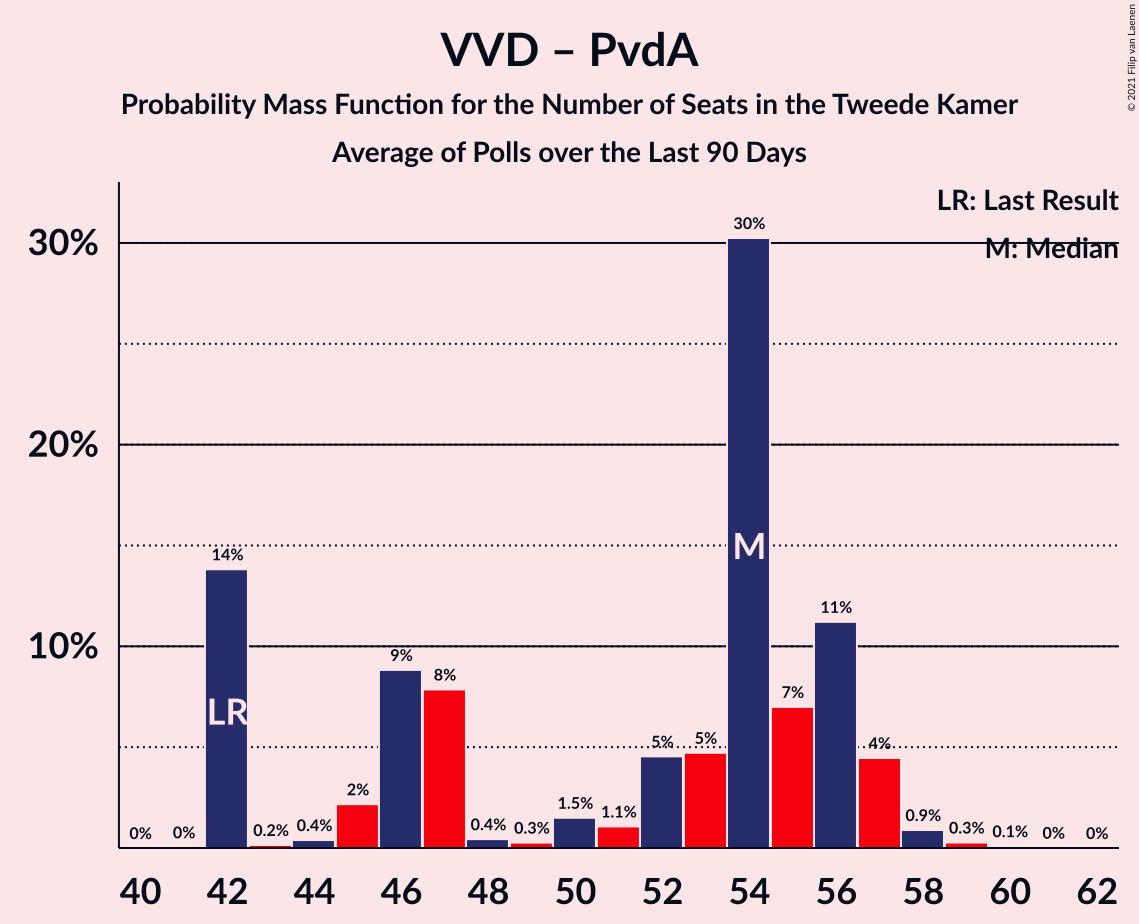 VVD – PvdA
Probability Mass Function for the Number of Seats in the Tweede Kamer
Average of Polls over the Last 90 Days
© 2021 Filip van Laenen
LR: Last Result
M: Median
30%
20%
10%
0% 0% 14% 0.2% 0.4% 2% 9% 8% 0.4% 0.3% 1.5% 1.1% 5% 5% 30% 7% 11% 4% 0.9% 0.3% 0.1% 0% 0%
LR
M
40 42 44 46 48 50 52 54 56 58 60 62